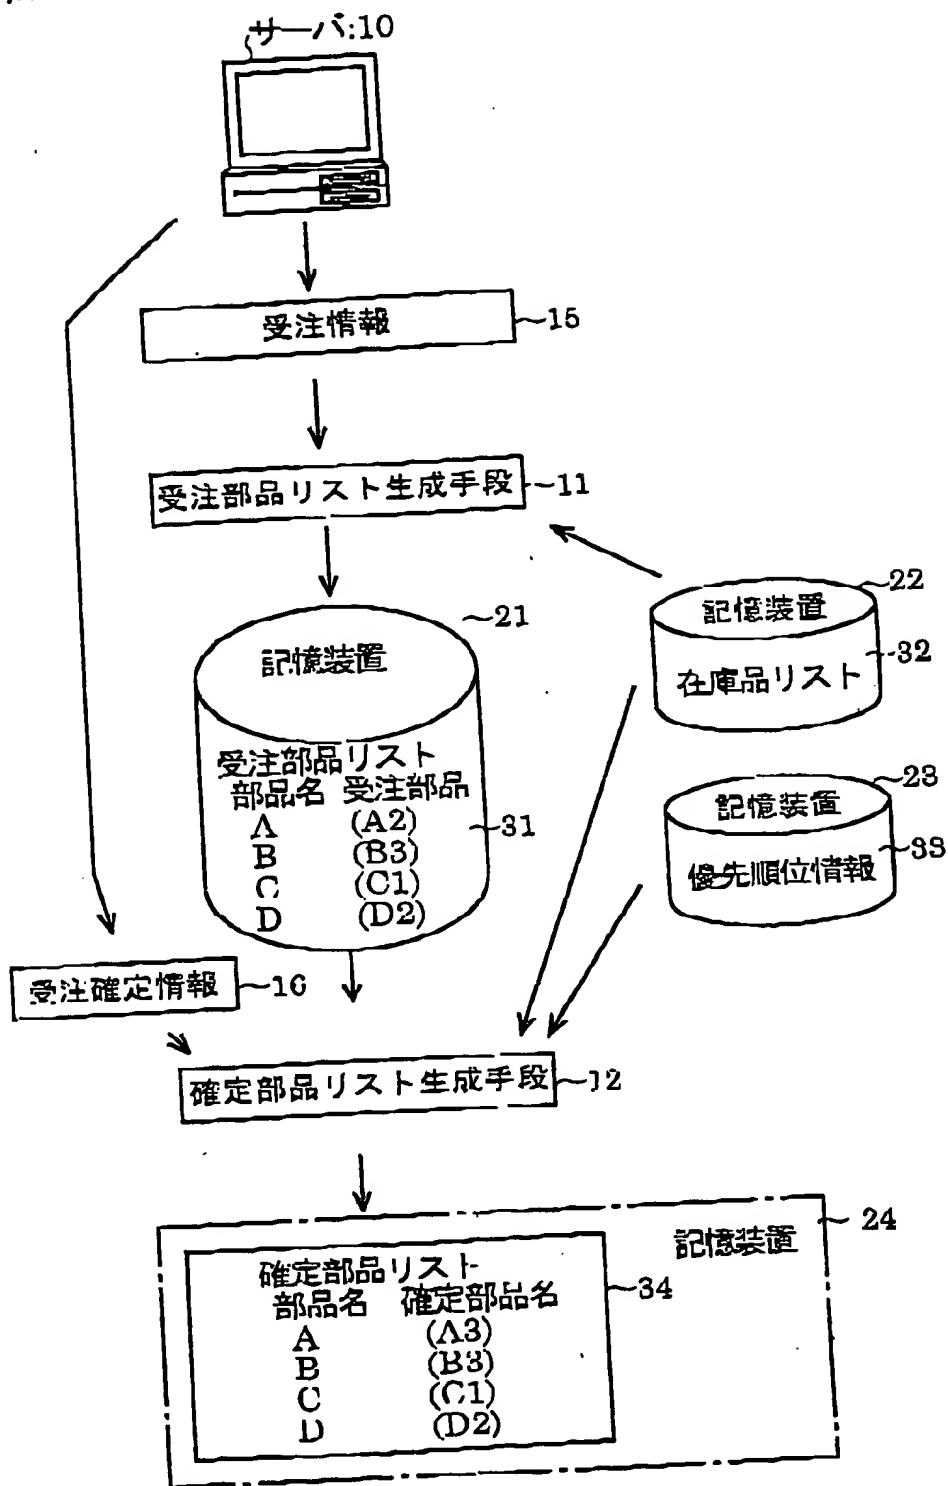 サーバ:10
受注情報 15
受注部品リスト生成手段 11
22
記憶装置
32
在庫品リスト
21
記憶装置
受注部品リスト
部品名 受注部品
A (A2)
B (B3)
C (C1)
D (D2)
31
23
記憶装置
33
優先順位情報
受注確定情報 16
確定部品リスト生成手段 12
24
記憶装置
確定部品リスト
34
部品名 確定部品名
A (A3)
B (B3)
C (C1)
D (D2)